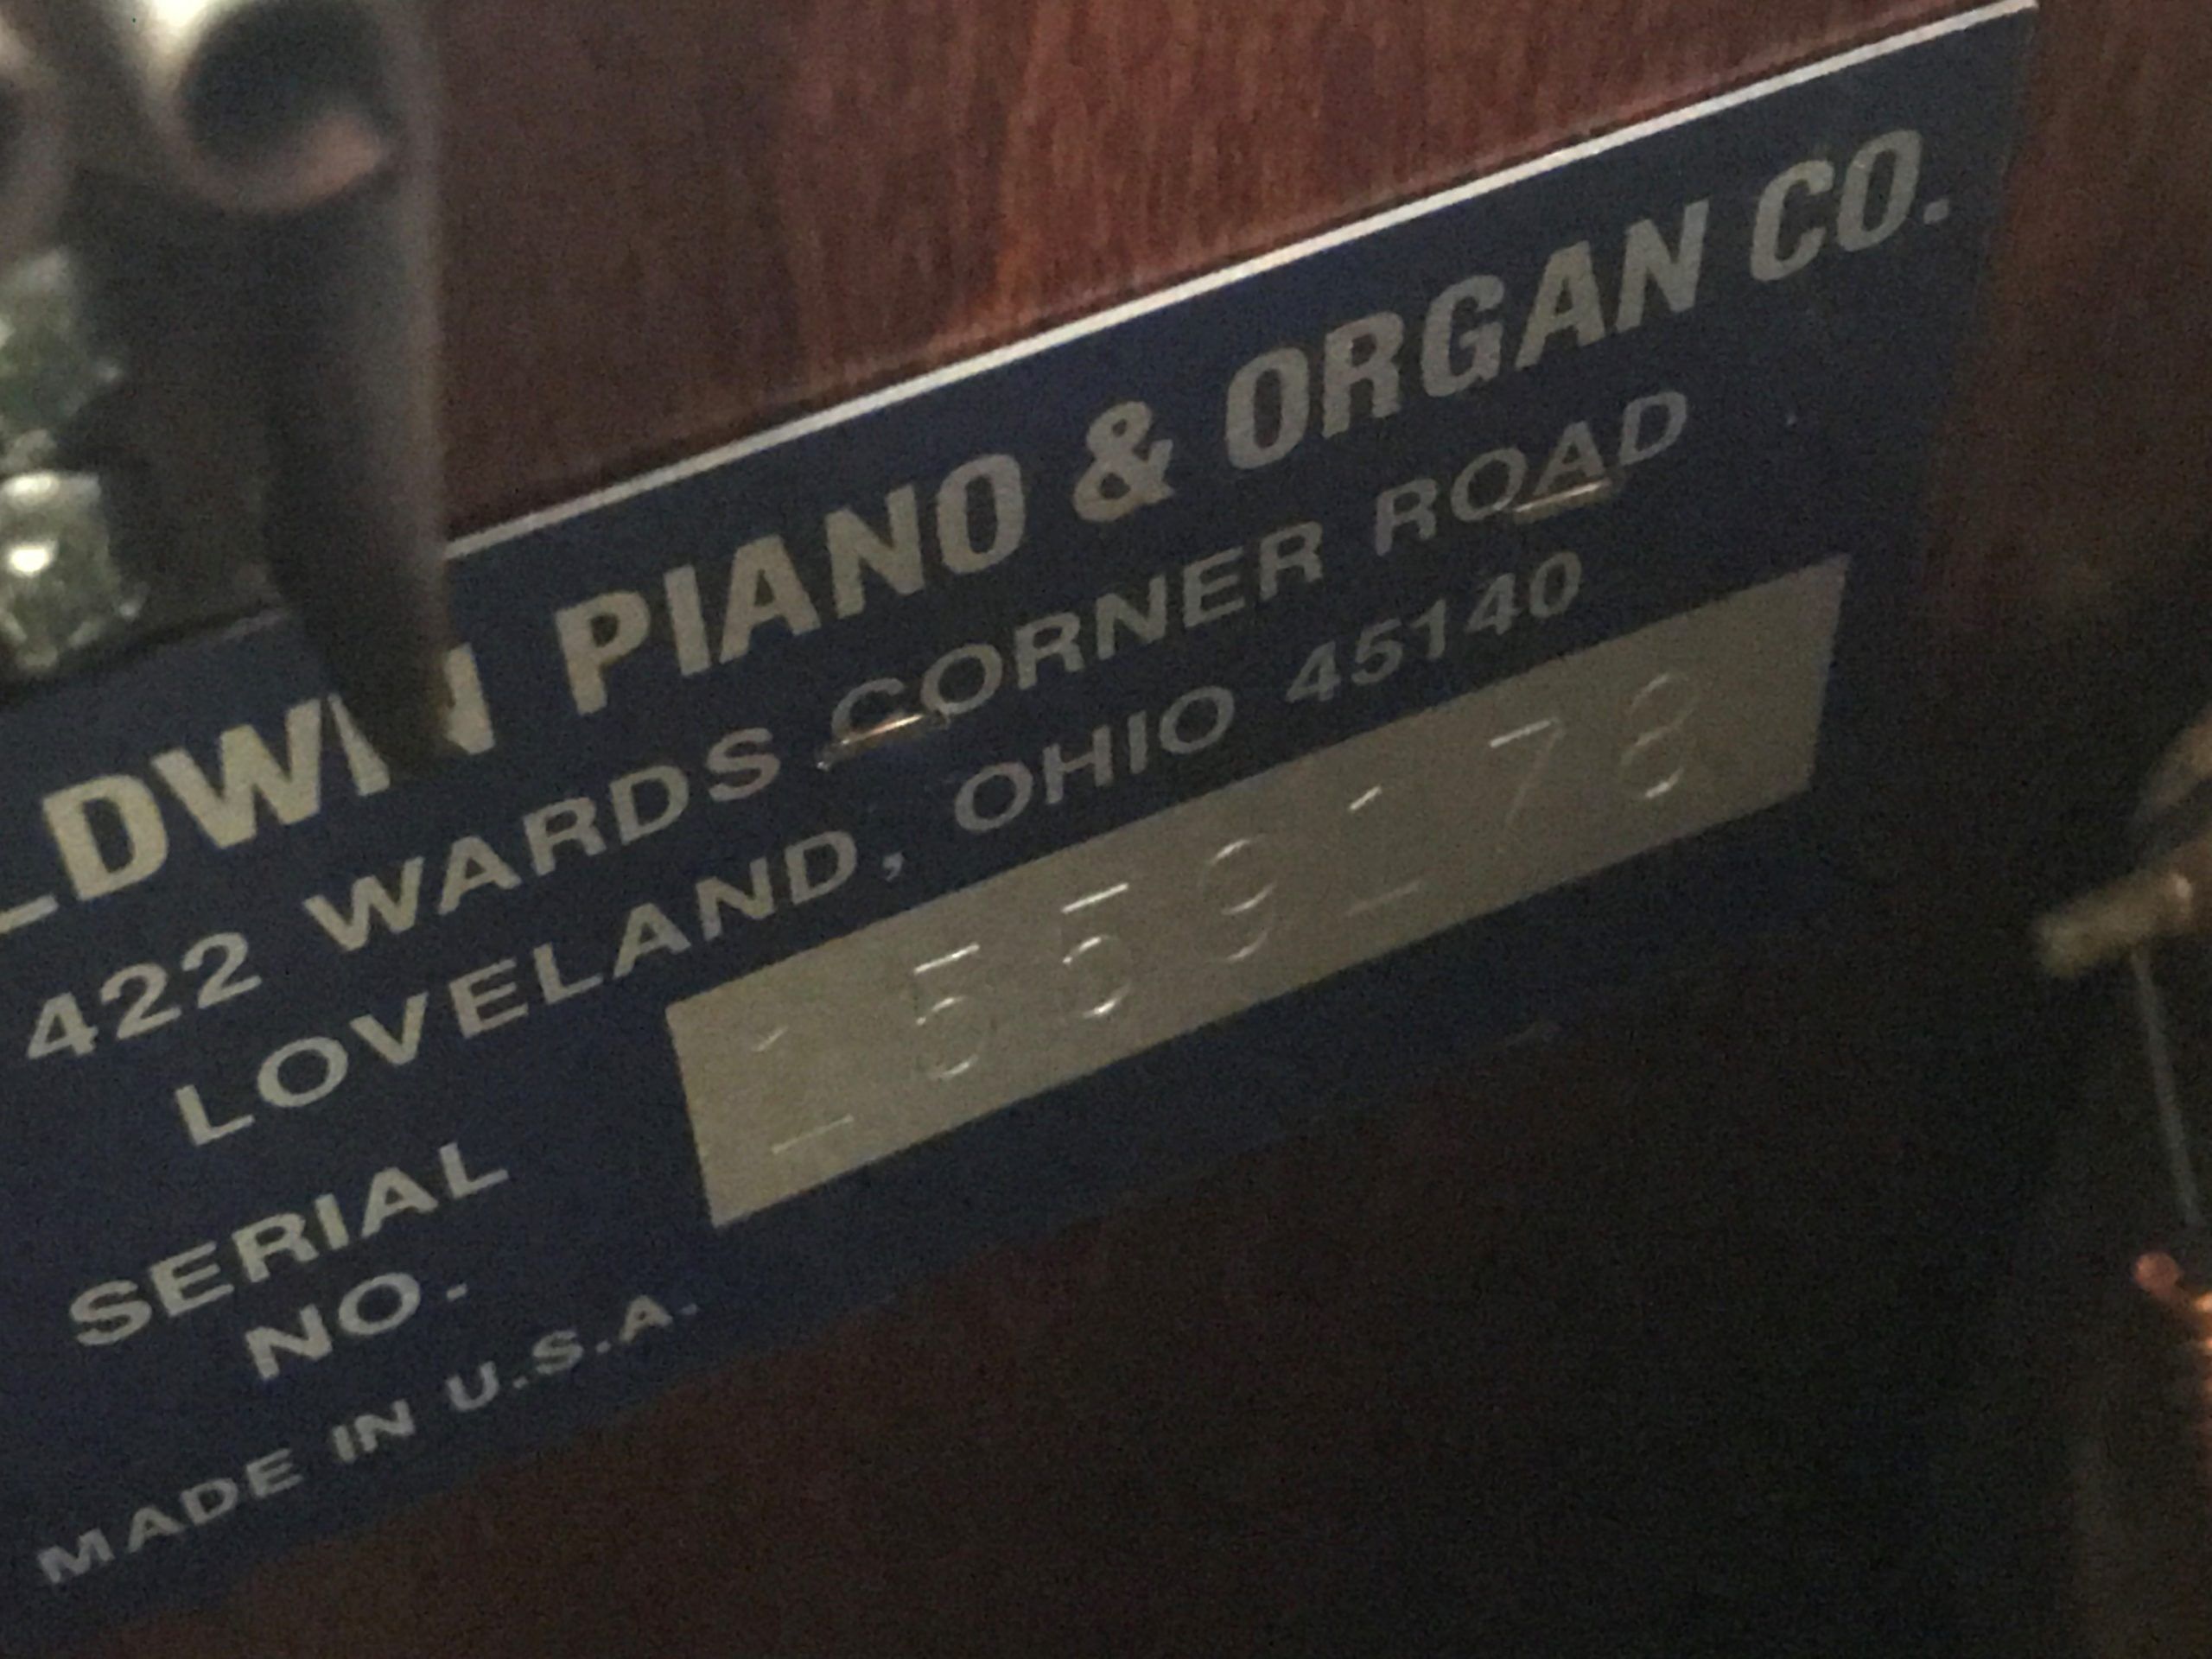 LDWIN PIANO & ORGAN CO.
422 WARDS CORNER ROAD
LOVELAND, OHIO 45140
SERIAL NO. 1559178
MADE IN U.S.A.